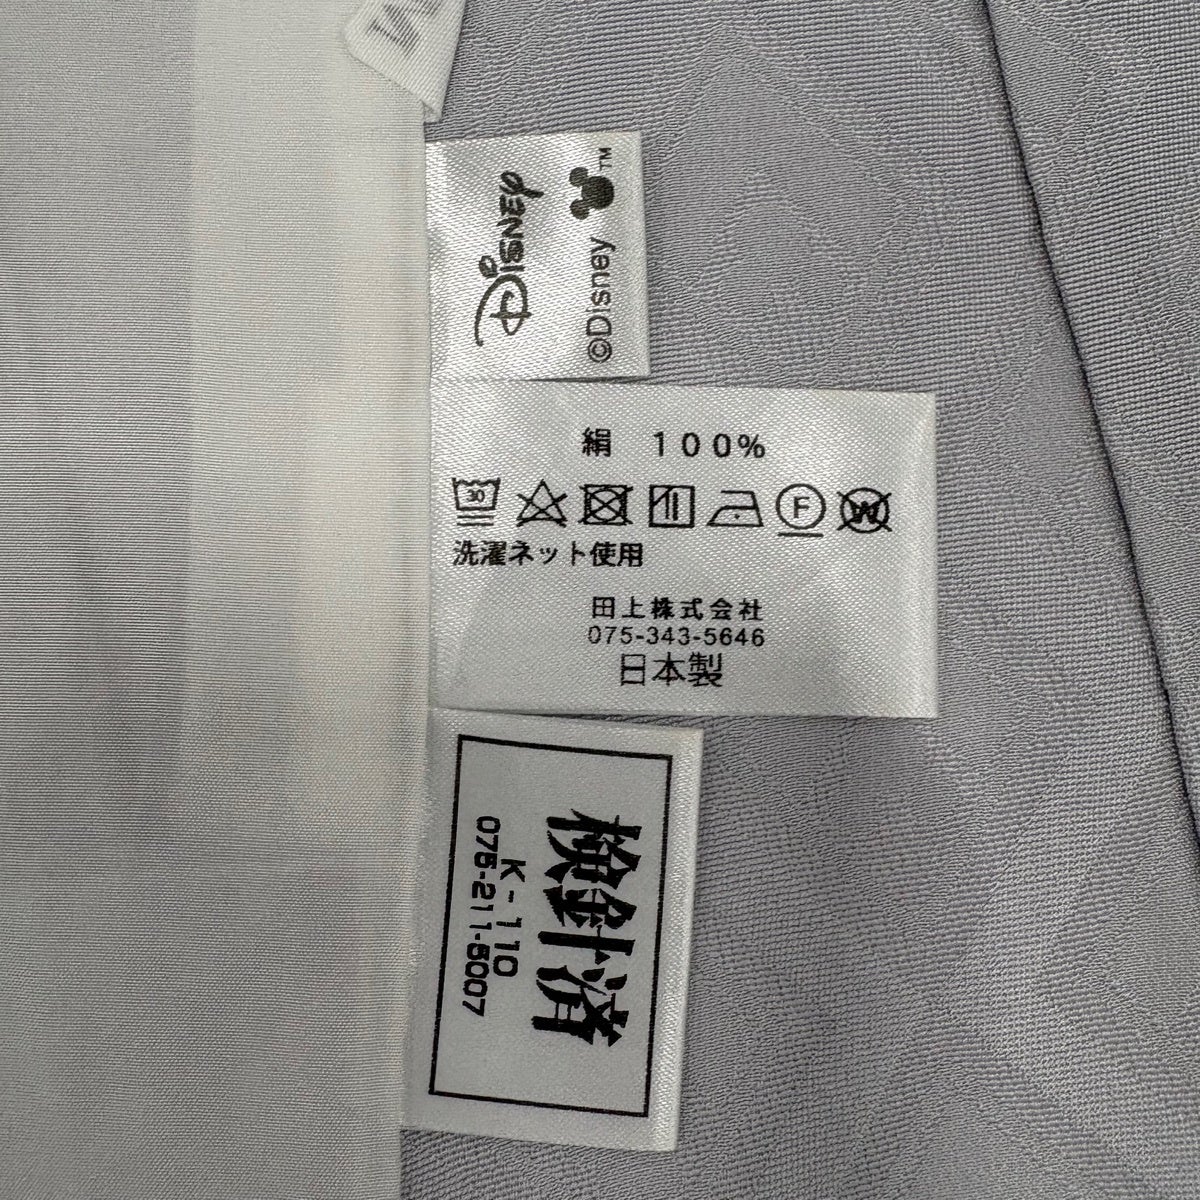 Disney
©Disney ™
絹 100%
30
F
W
洗濯ネット使用
田上株式会社
075-343-5646
日本製
検針済
K-110
075-211-5007